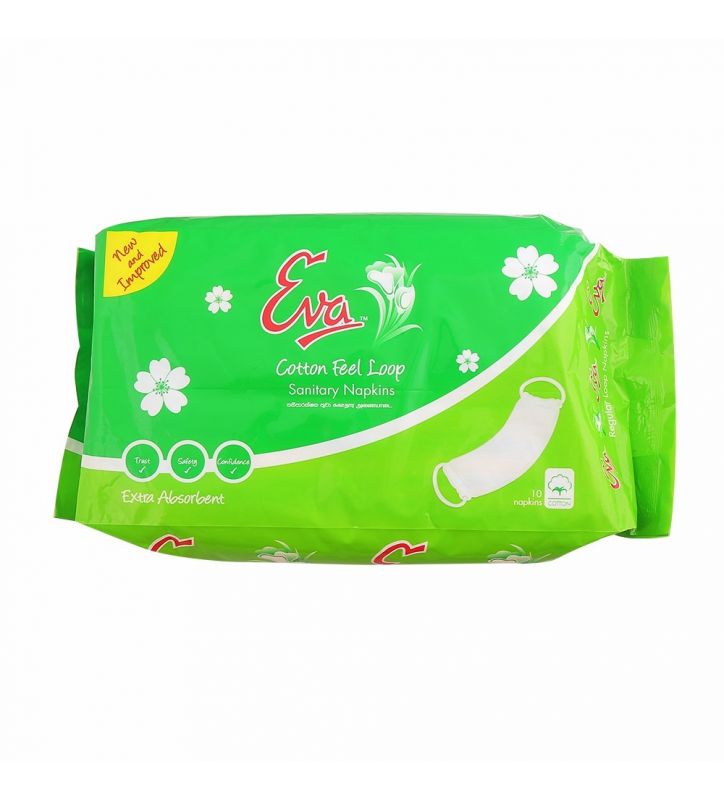 New
and
Improved
Eva™
Cotton Feel Loop
Sanitary Napkins
Trust
Safety
Confidence
Extra Absorbent
10
napkins
COTTON
Eva
Regular Loop Napkins